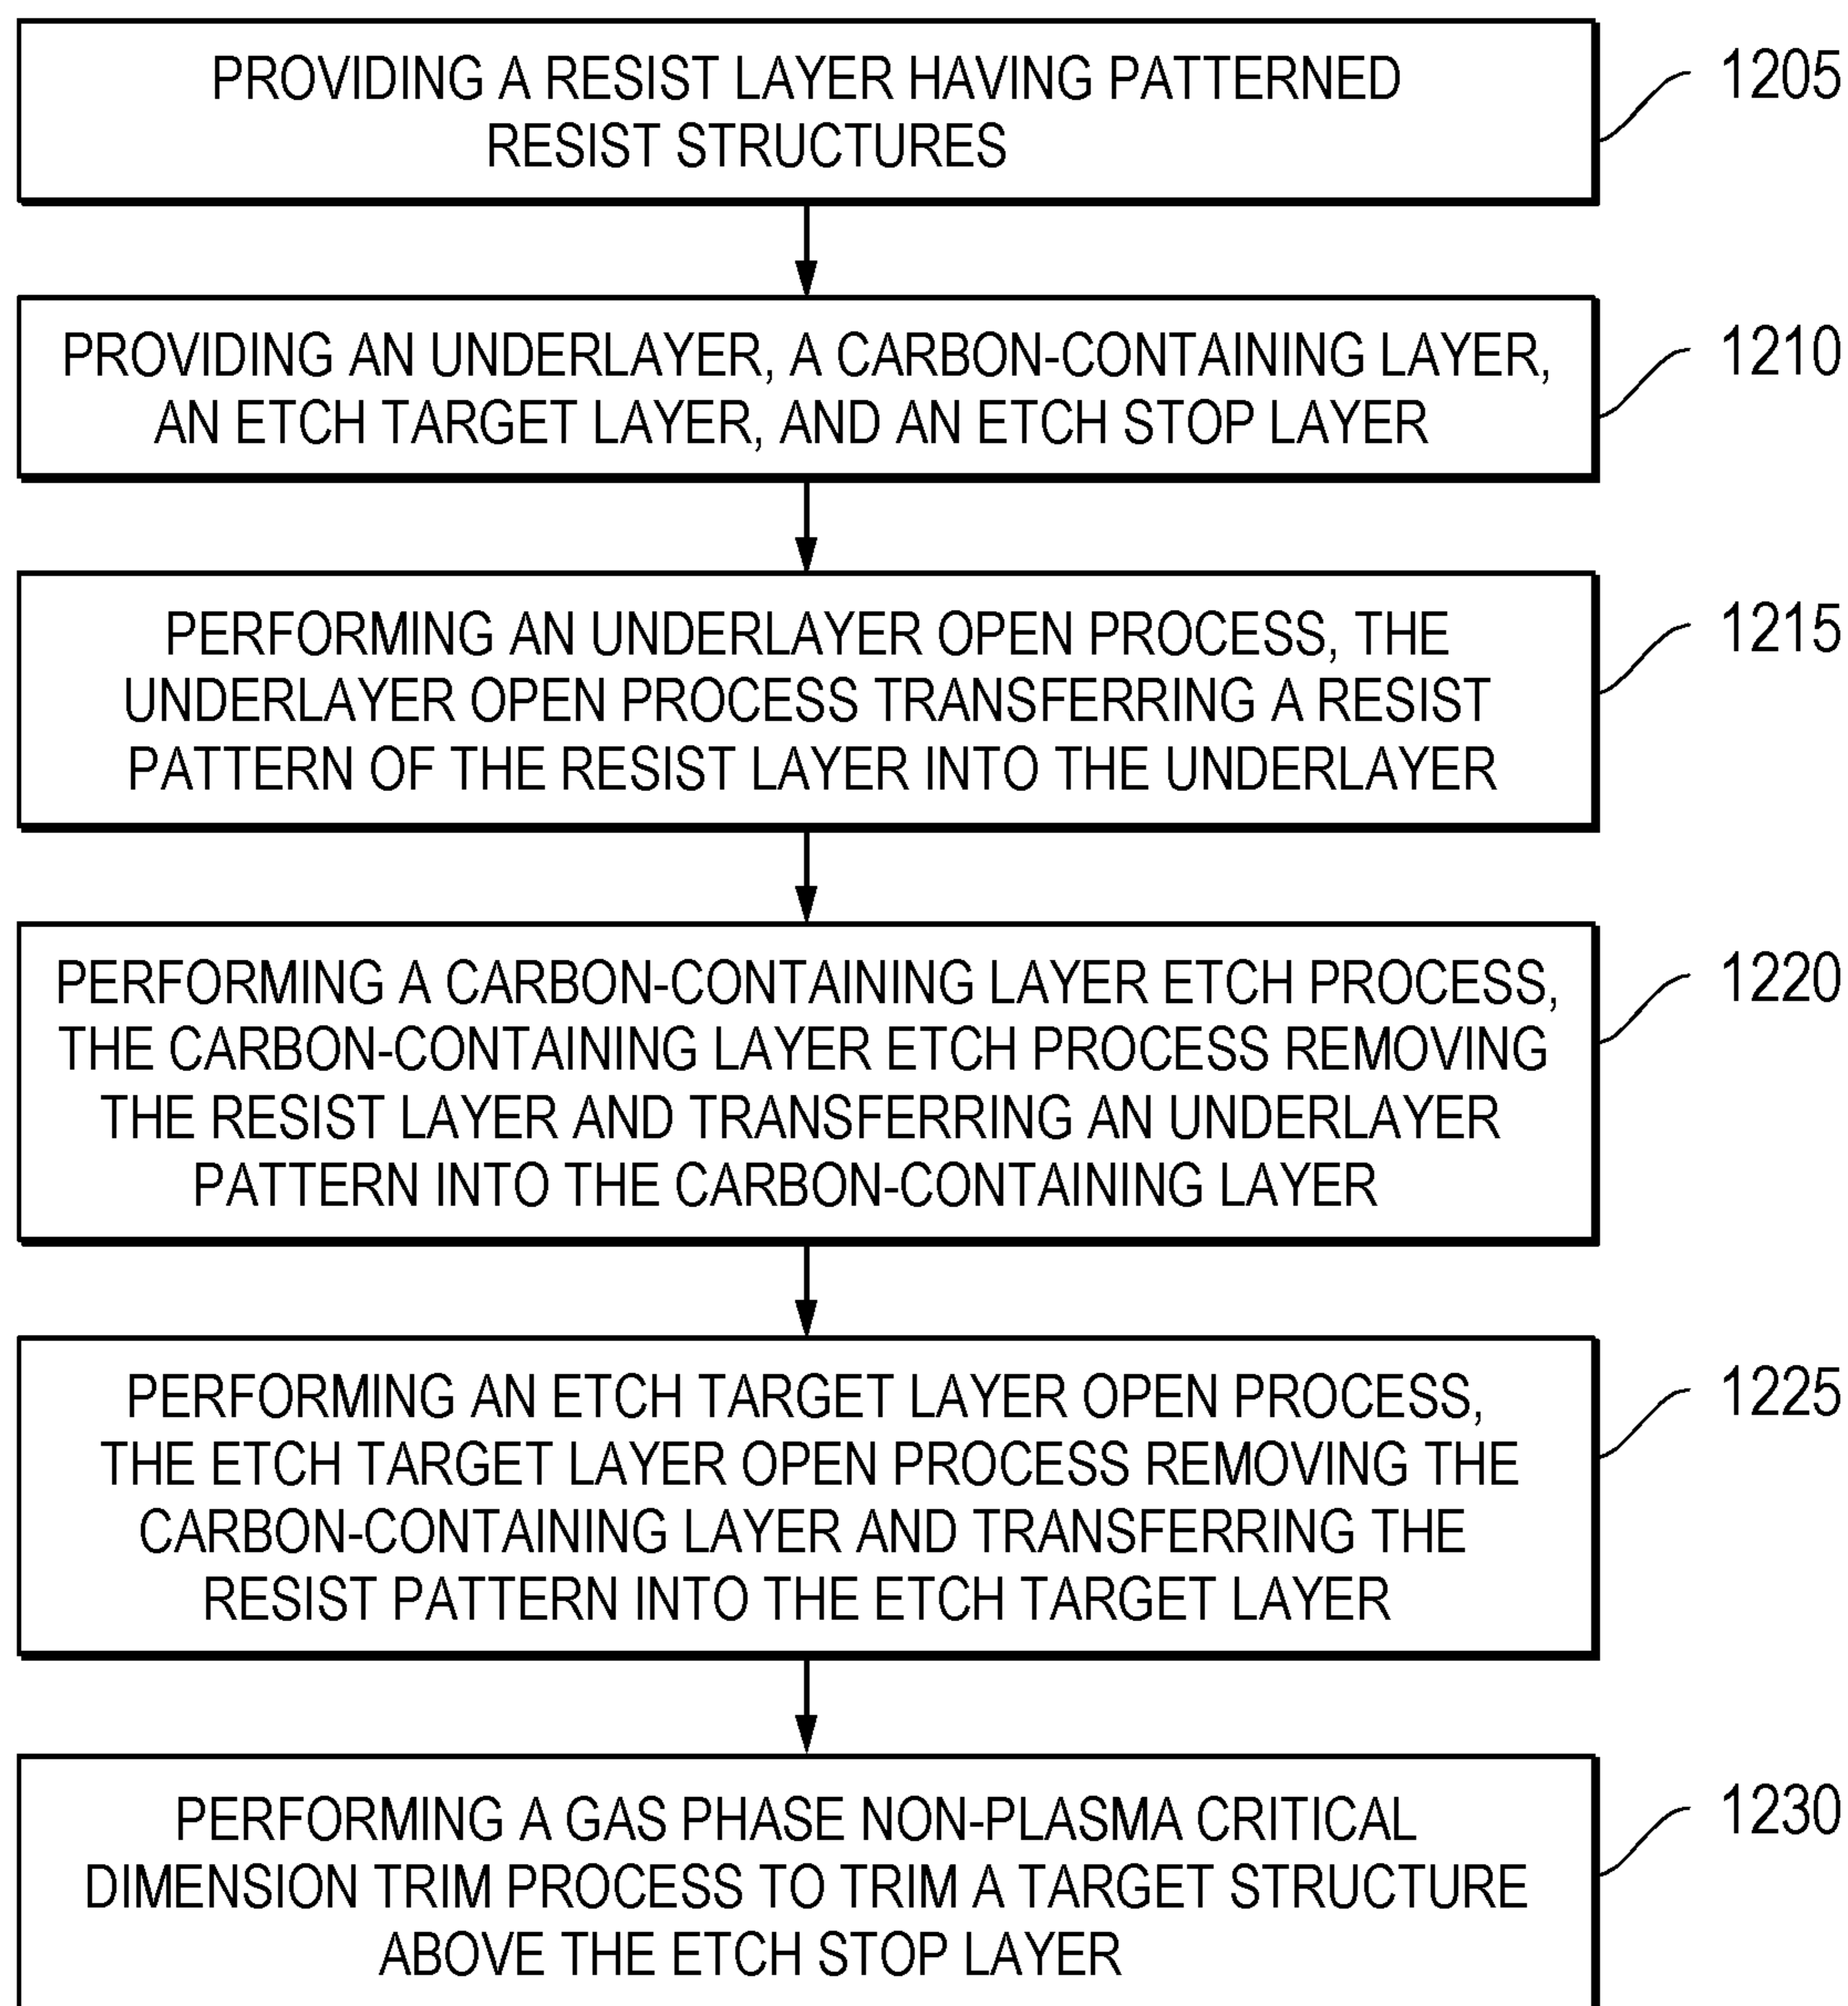 PROVIDING A RESIST LAYER HAVING PATTERNED
RESIST STRUCTURES
1205
PROVIDING AN UNDERLAYER, A CARBON-CONTAINING LAYER,
AN ETCH TARGET LAYER, AND AN ETCH STOP LAYER
1210
PERFORMING AN UNDERLAYER OPEN PROCESS, THE
UNDERLAYER OPEN PROCESS TRANSFERRING A RESIST
PATTERN OF THE RESIST LAYER INTO THE UNDERLAYER
1215
PERFORMING A CARBON-CONTAINING LAYER ETCH PROCESS,
THE CARBON-CONTAINING LAYER ETCH PROCESS REMOVING
THE RESIST LAYER AND TRANSFERRING AN UNDERLAYER
PATTERN INTO THE CARBON-CONTAINING LAYER
1220
PERFORMING AN ETCH TARGET LAYER OPEN PROCESS,
THE ETCH TARGET LAYER OPEN PROCESS REMOVING THE
CARBON-CONTAINING LAYER AND TRANSFERRING THE
RESIST PATTERN INTO THE ETCH TARGET LAYER
1225
PERFORMING A GAS PHASE NON-PLASMA CRITICAL
DIMENSION TRIM PROCESS TO TRIM A TARGET STRUCTURE
ABOVE THE ETCH STOP LAYER
1230